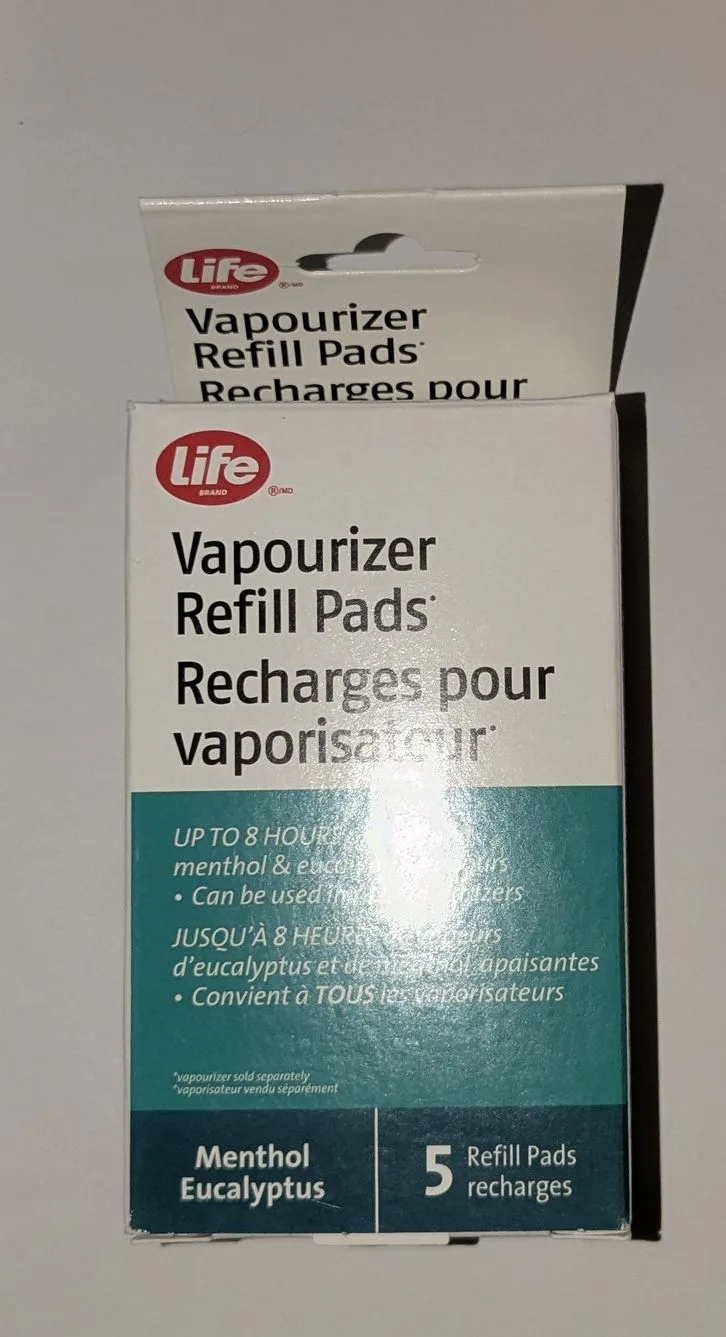 Life
BRAND
®/MD
Vapourizer
Refill Pads*
Recharges pour
Life
BRAND
®/MD
Vapourizer
Refill Pads*
Recharges pour
vaporisateur*
UP TO 8 HOURS
menthol &
• Can be used in
JUSQU'À 8 HEURES
d'eucalyptus et de menthol apaisantes
• Convient à TOUS les vaporisateurs
*vapourizer sold separately
*vaporisateur vendu séparément
Menthol
Eucalyptus
5
Refill Pads
recharges